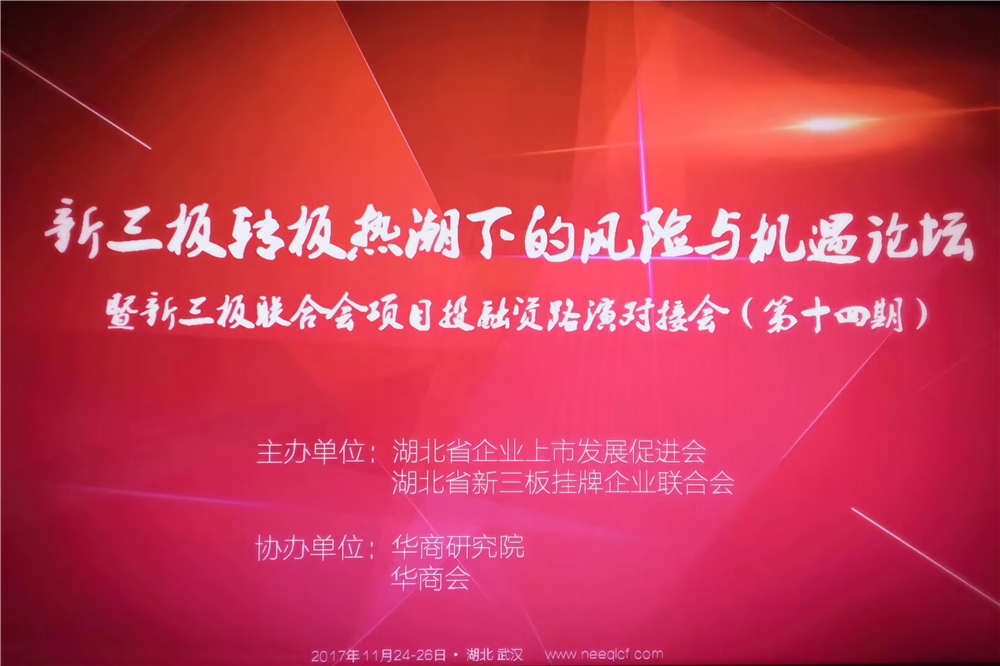 新三板转板热潮下的风险与机遇论坛
暨新三板联合会项目投融资路演对接会(第十四期)
主办单位：湖北省企业上市发展促进会
湖北省新三板挂牌企业联合会
协办单位：华商研究院
华商会
2017年11月24-26日·湖北 武汉 www.neeqlcf.com